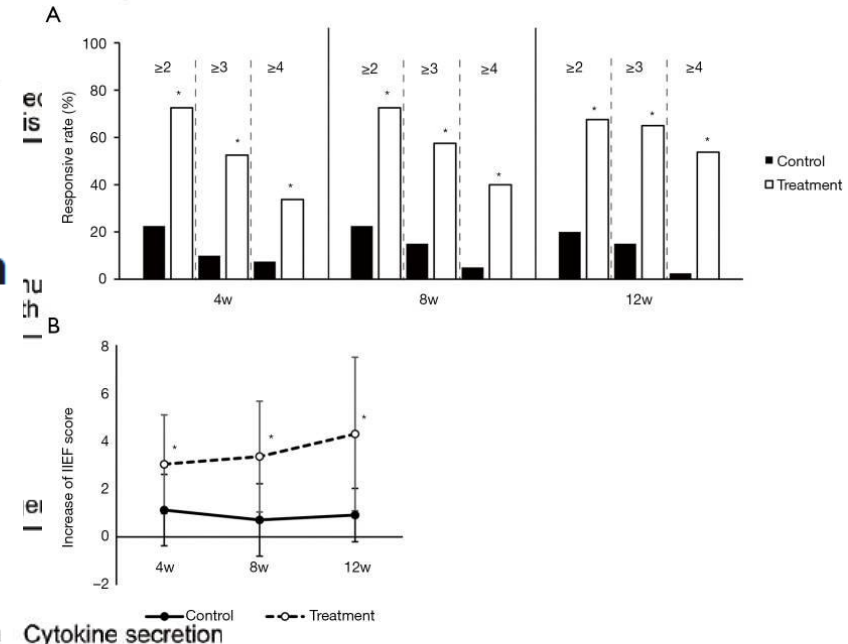 A
Responsive rate (%)
100
80
60
40
20
0
≥2 ≥3 ≥4 ≥2 ≥3 ≥4 ≥2 ≥3 ≥4
* * * * * * * * *
4w 8w 12w
Control
Treatment
B
Increase of IIEF score
8
6
4
2
0
−2
* * *
4w 8w 12w
Control Treatment
Cytokine secretion